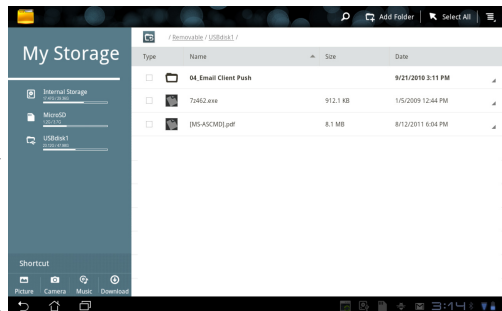 Add Folder
Select All
My Storage
/ Removable / USBdisk1 /
Type Name Size Date
04_Email Client Push 9/21/2010 3:11 PM
7z462.exe 912.1 KB 1/5/2009 12:44 PM
[MS-ASCMD].pdf 8.1 MB 8/12/2011 6:04 PM
Internal Storage
MicroSD
USBdisk1
Shortcut
Picture Camera Music Download
3:14